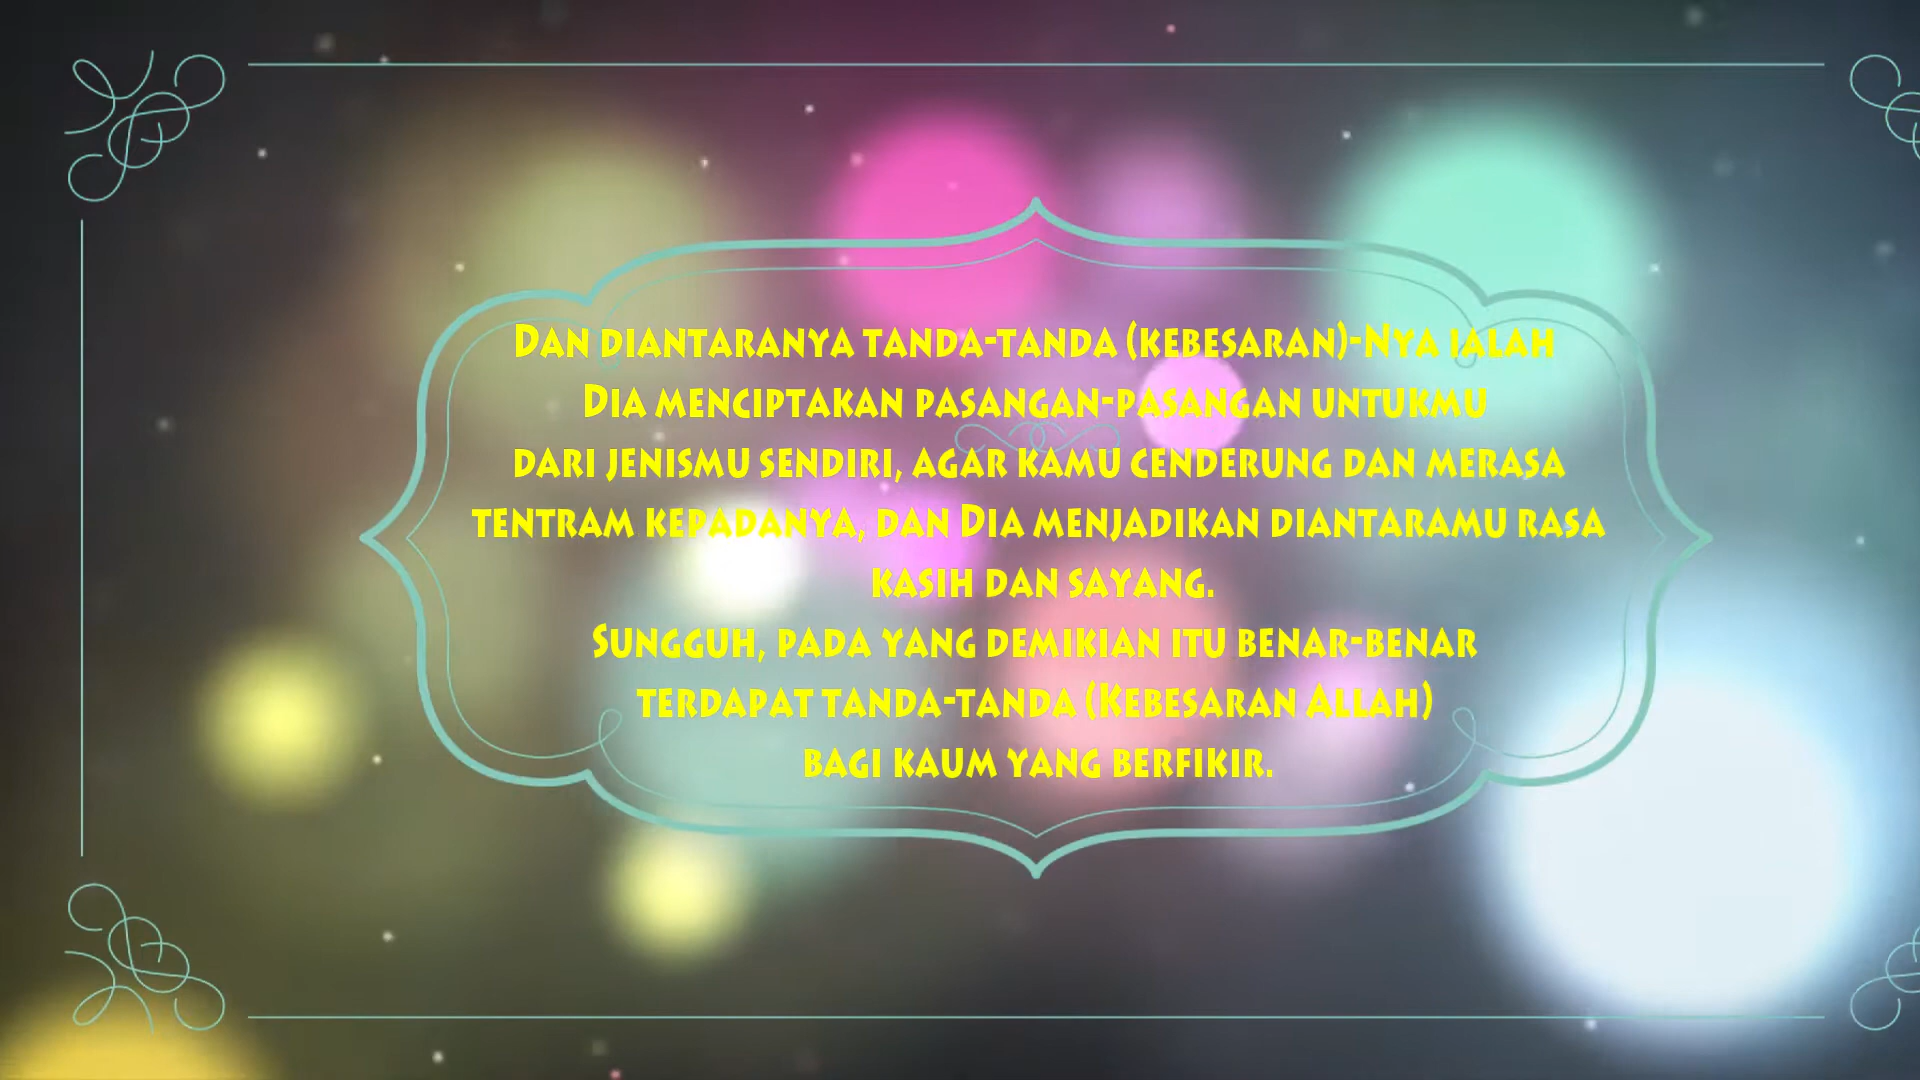 Dan diantaranya tanda-tanda (kebesaran)-Nya ialah
Dia menciptakan pasangan-pasangan untukmu
dari jenismu sendiri, agar kamu cenderung dan merasa
tentram kepadanya, dan Dia menjadikan diantaramu rasa
kasih dan sayang.
Sungguh, pada yang demikian itu benar-benar
terdapat tanda-tanda (Kebesaran Allah)
bagi kaum yang berfikir.